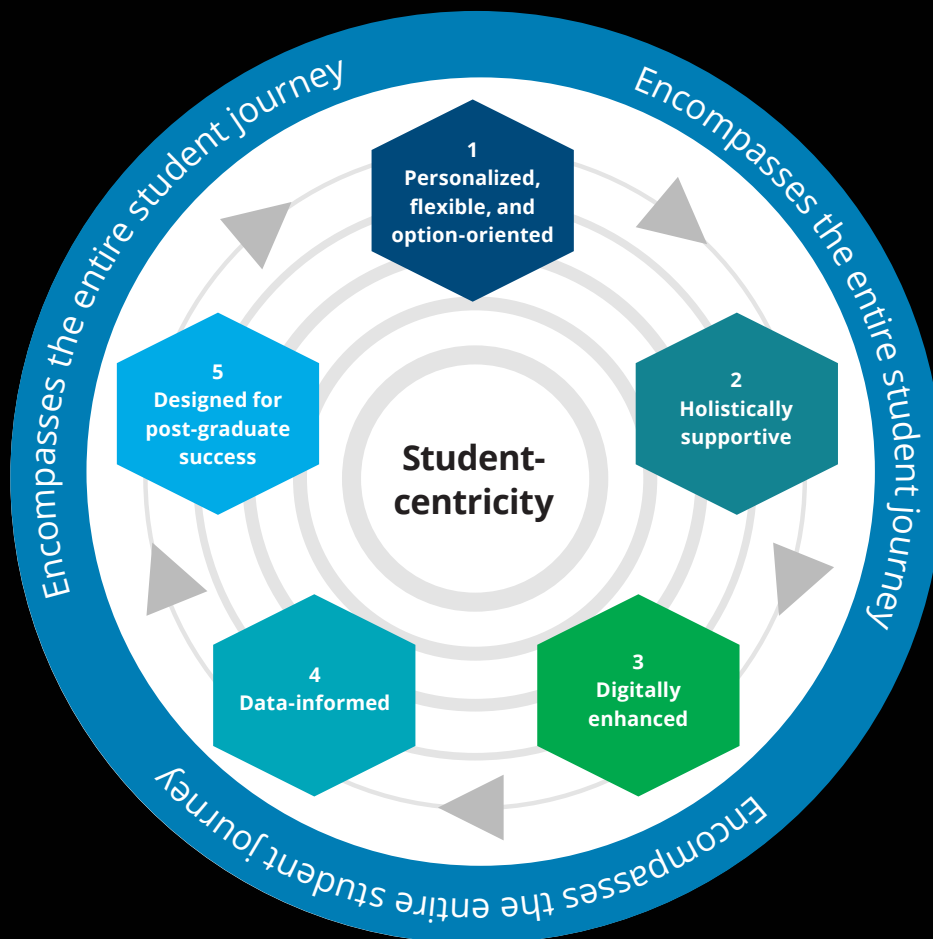 Encompasses the entire student journey
Encompasses the entire student journey
1
Personalized,
flexible, and
option-oriented
5
Designed for
post-graduate
success
2
Holistically
supportive
Student-
centricity
4
Data-informed
3
Digitally
enhanced
Encompasses the entire student journey